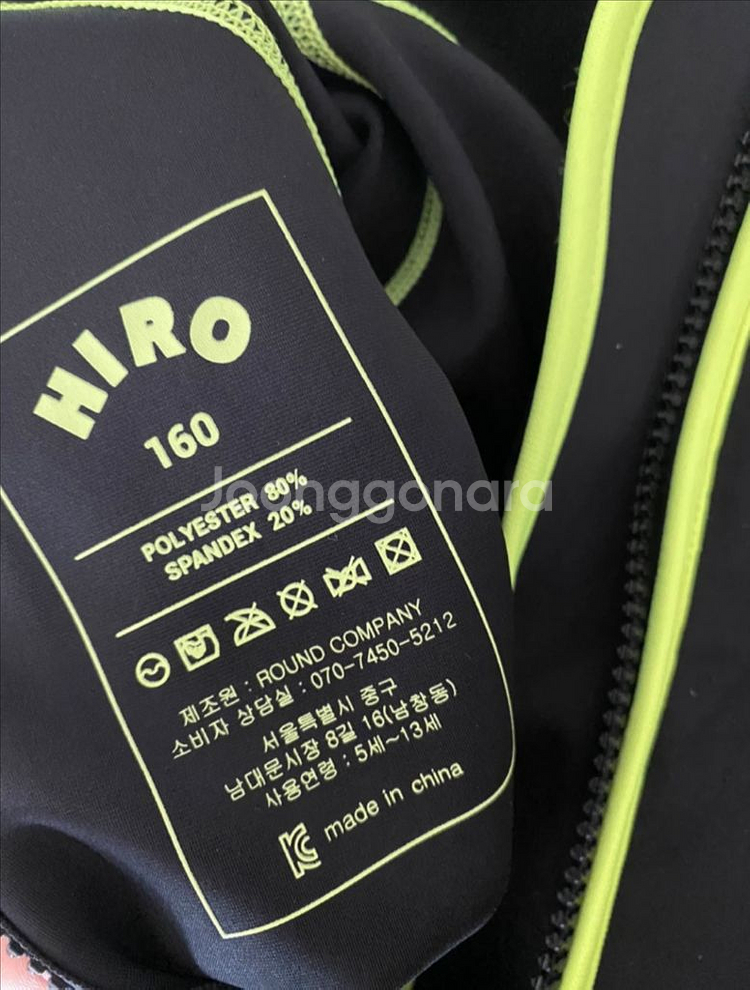 HIRO
160
POLYESTER 80%
SPANDEX 20%
제조원 : ROUND COMPANY
소비자 상담실 : 070-7450-5212
서울특별시 중구
남대문시장 8길 16(남창동)
사용연령 : 5세~13세
made in china
Joonggonara